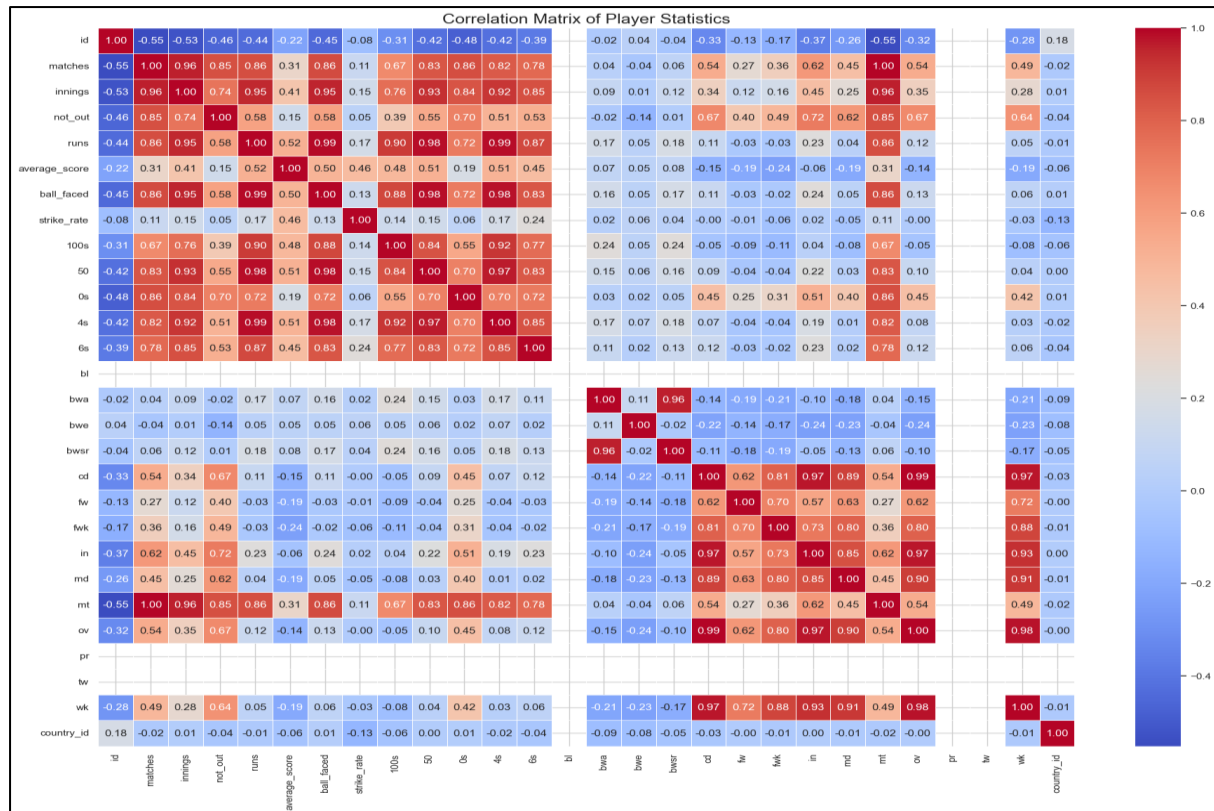 Correlation Matrix of Player Statistics
id 1.00 -0.55 -0.53 -0.46 -0.44 -0.22 -0.45 -0.08 -0.31 -0.42 -0.48 -0.42 -0.39 -0.02 0.04 -0.04 -0.33 -0.13 -0.17 -0.37 -0.26 -0.55 -0.32 -0.28 0.18
matches -0.55 1.00 0.96 0.85 0.86 0.31 0.86 0.11 0.67 0.83 0.86 0.82 0.78 0.04 -0.04 0.06 0.54 0.27 0.36 0.62 0.45 1.00 0.54 0.49 -0.02
innings -0.53 0.96 1.00 0.74 0.95 0.41 0.95 0.15 0.76 0.93 0.84 0.92 0.85 0.09 0.01 0.12 0.34 0.12 0.16 0.45 0.25 0.96 0.35 0.28 0.01
not_out -0.46 0.85 0.74 1.00 0.58 0.15 0.58 0.05 0.39 0.55 0.70 0.51 0.53 -0.02 -0.14 0.01 0.67 0.40 0.49 0.72 0.62 0.85 0.67 0.64 -0.04
runs -0.44 0.86 0.95 0.58 1.00 0.52 0.99 0.17 0.90 0.98 0.72 0.99 0.87 0.17 0.05 0.18 0.11 -0.03 -0.03 0.23 0.04 0.86 0.12 0.05 -0.01
average_score -0.22 0.31 0.41 0.15 0.52 1.00 0.50 0.46 0.48 0.51 0.19 0.51 0.45 0.07 0.05 0.08 -0.15 -0.19 -0.24 -0.06 -0.19 0.31 -0.14 -0.19 -0.06
ball_faced -0.45 0.86 0.95 0.58 0.99 0.50 1.00 0.13 0.88 0.98 0.72 0.98 0.83 0.16 0.05 0.17 0.11 -0.03 -0.02 0.24 0.05 0.86 0.13 0.06 0.01
strike_rate -0.08 0.11 0.15 0.05 0.17 0.46 0.13 1.00 0.14 0.15 0.06 0.17 0.24 0.02 0.06 0.04 -0.00 -0.01 -0.06 0.02 -0.05 0.11 -0.00 -0.03 -0.13
100s -0.31 0.67 0.76 0.39 0.90 0.48 0.88 0.14 1.00 0.84 0.55 0.92 0.77 0.24 0.05 0.24 -0.05 -0.09 -0.11 0.04 -0.08 0.67 -0.05 -0.08 -0.06
50 -0.42 0.83 0.93 0.55 0.98 0.51 0.98 0.15 0.84 1.00 0.70 0.97 0.83 0.15 0.06 0.16 0.09 -0.04 -0.04 0.22 0.03 0.83 0.10 0.04 0.00
0s -0.48 0.86 0.84 0.70 0.72 0.19 0.72 0.06 0.55 0.70 1.00 0.70 0.72 0.03 0.02 0.05 0.45 0.25 0.31 0.51 0.40 0.86 0.45 0.42 0.01
4s -0.42 0.82 0.92 0.51 0.99 0.51 0.98 0.17 0.92 0.97 0.70 1.00 0.85 0.17 0.07 0.18 0.07 -0.04 -0.04 0.19 0.01 0.82 0.08 0.03 -0.02
6s -0.39 0.78 0.85 0.53 0.87 0.45 0.83 0.24 0.77 0.83 0.72 0.85 1.00 0.11 0.02 0.13 0.12 -0.03 -0.02 0.23 0.02 0.78 0.12 0.06 -0.04
bl
bwa -0.02 0.04 0.09 -0.02 0.17 0.07 0.16 0.02 0.24 0.15 0.03 0.17 0.11 1.00 0.11 0.96 -0.14 -0.19 -0.21 -0.10 -0.18 0.04 -0.15 -0.21 -0.09
bwe 0.04 -0.04 0.01 -0.14 0.05 0.05 0.05 0.06 0.05 0.06 0.02 0.07 0.02 0.11 1.00 -0.02 -0.22 -0.14 -0.17 -0.24 -0.23 -0.04 -0.24 -0.23 -0.08
bwsr -0.04 0.06 0.12 0.01 0.18 0.08 0.17 0.04 0.24 0.16 0.05 0.18 0.13 0.96 -0.02 1.00 -0.11 -0.18 -0.19 -0.05 -0.13 0.06 -0.10 -0.17 -0.05
cd -0.33 0.54 0.34 0.67 0.11 -0.15 0.11 -0.00 -0.05 0.09 0.45 0.07 0.12 -0.14 -0.22 -0.11 1.00 0.62 0.81 0.97 0.89 0.54 0.99 0.97 -0.03
fw -0.13 0.27 0.12 0.40 -0.03 -0.19 -0.03 -0.01 -0.09 -0.04 0.25 -0.04 -0.03 -0.19 -0.14 -0.18 0.62 1.00 0.70 0.57 0.63 0.27 0.62 0.72 -0.00
fwk -0.17 0.36 0.16 0.49 -0.03 -0.24 -0.02 -0.06 -0.11 -0.04 0.31 -0.04 -0.02 -0.21 -0.17 -0.19 0.81 0.70 1.00 0.73 0.80 0.36 0.80 0.88 -0.01
in -0.37 0.62 0.45 0.72 0.23 -0.06 0.24 0.02 0.04 0.22 0.51 0.19 0.23 -0.10 -0.24 -0.05 0.97 0.57 0.73 1.00 0.85 0.62 0.97 0.93 0.00
md -0.26 0.45 0.25 0.62 0.04 -0.19 0.05 -0.05 -0.08 0.03 0.40 0.01 0.02 -0.18 -0.23 -0.13 0.89 0.63 0.80 0.85 1.00 0.45 0.90 0.91 -0.01
mt -0.55 1.00 0.96 0.85 0.86 0.31 0.86 0.11 0.67 0.83 0.86 0.82 0.78 0.04 -0.04 0.06 0.54 0.27 0.36 0.62 0.45 1.00 0.54 0.49 -0.02
ov -0.32 0.54 0.35 0.67 0.12 -0.14 0.13 -0.00 -0.05 0.10 0.45 0.08 0.12 -0.15 -0.24 -0.10 0.99 0.62 0.80 0.97 0.90 0.54 1.00 0.98 -0.00
pr
tw
wk -0.28 0.49 0.28 0.64 0.05 -0.19 0.06 -0.03 -0.08 0.04 0.42 0.03 0.06 -0.21 -0.23 -0.17 0.97 0.72 0.88 0.93 0.91 0.49 0.98 1.00 -0.01
country_id 0.18 -0.02 0.01 -0.04 -0.01 -0.06 0.01 -0.13 -0.06 0.00 0.01 -0.02 -0.04 -0.09 -0.08 -0.05 -0.03 -0.00 -0.01 0.00 -0.01 -0.02 -0.00 -0.01 1.00
id matches innings not_out runs average_score ball_faced strike_rate 100s 50 0s 4s 6s bl bwa bwe bwsr cd fw fwk in md mt ov pr tw wk country_id
1.0
0.8
0.6
0.4
0.2
0.0
-0.2
-0.4